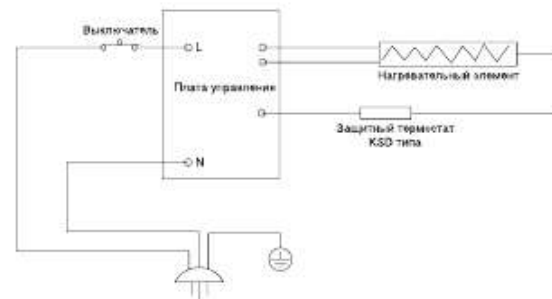 Выключатель
L
Плата управления
Нагревательный элемент
Защитный термостат
KSD типа
N